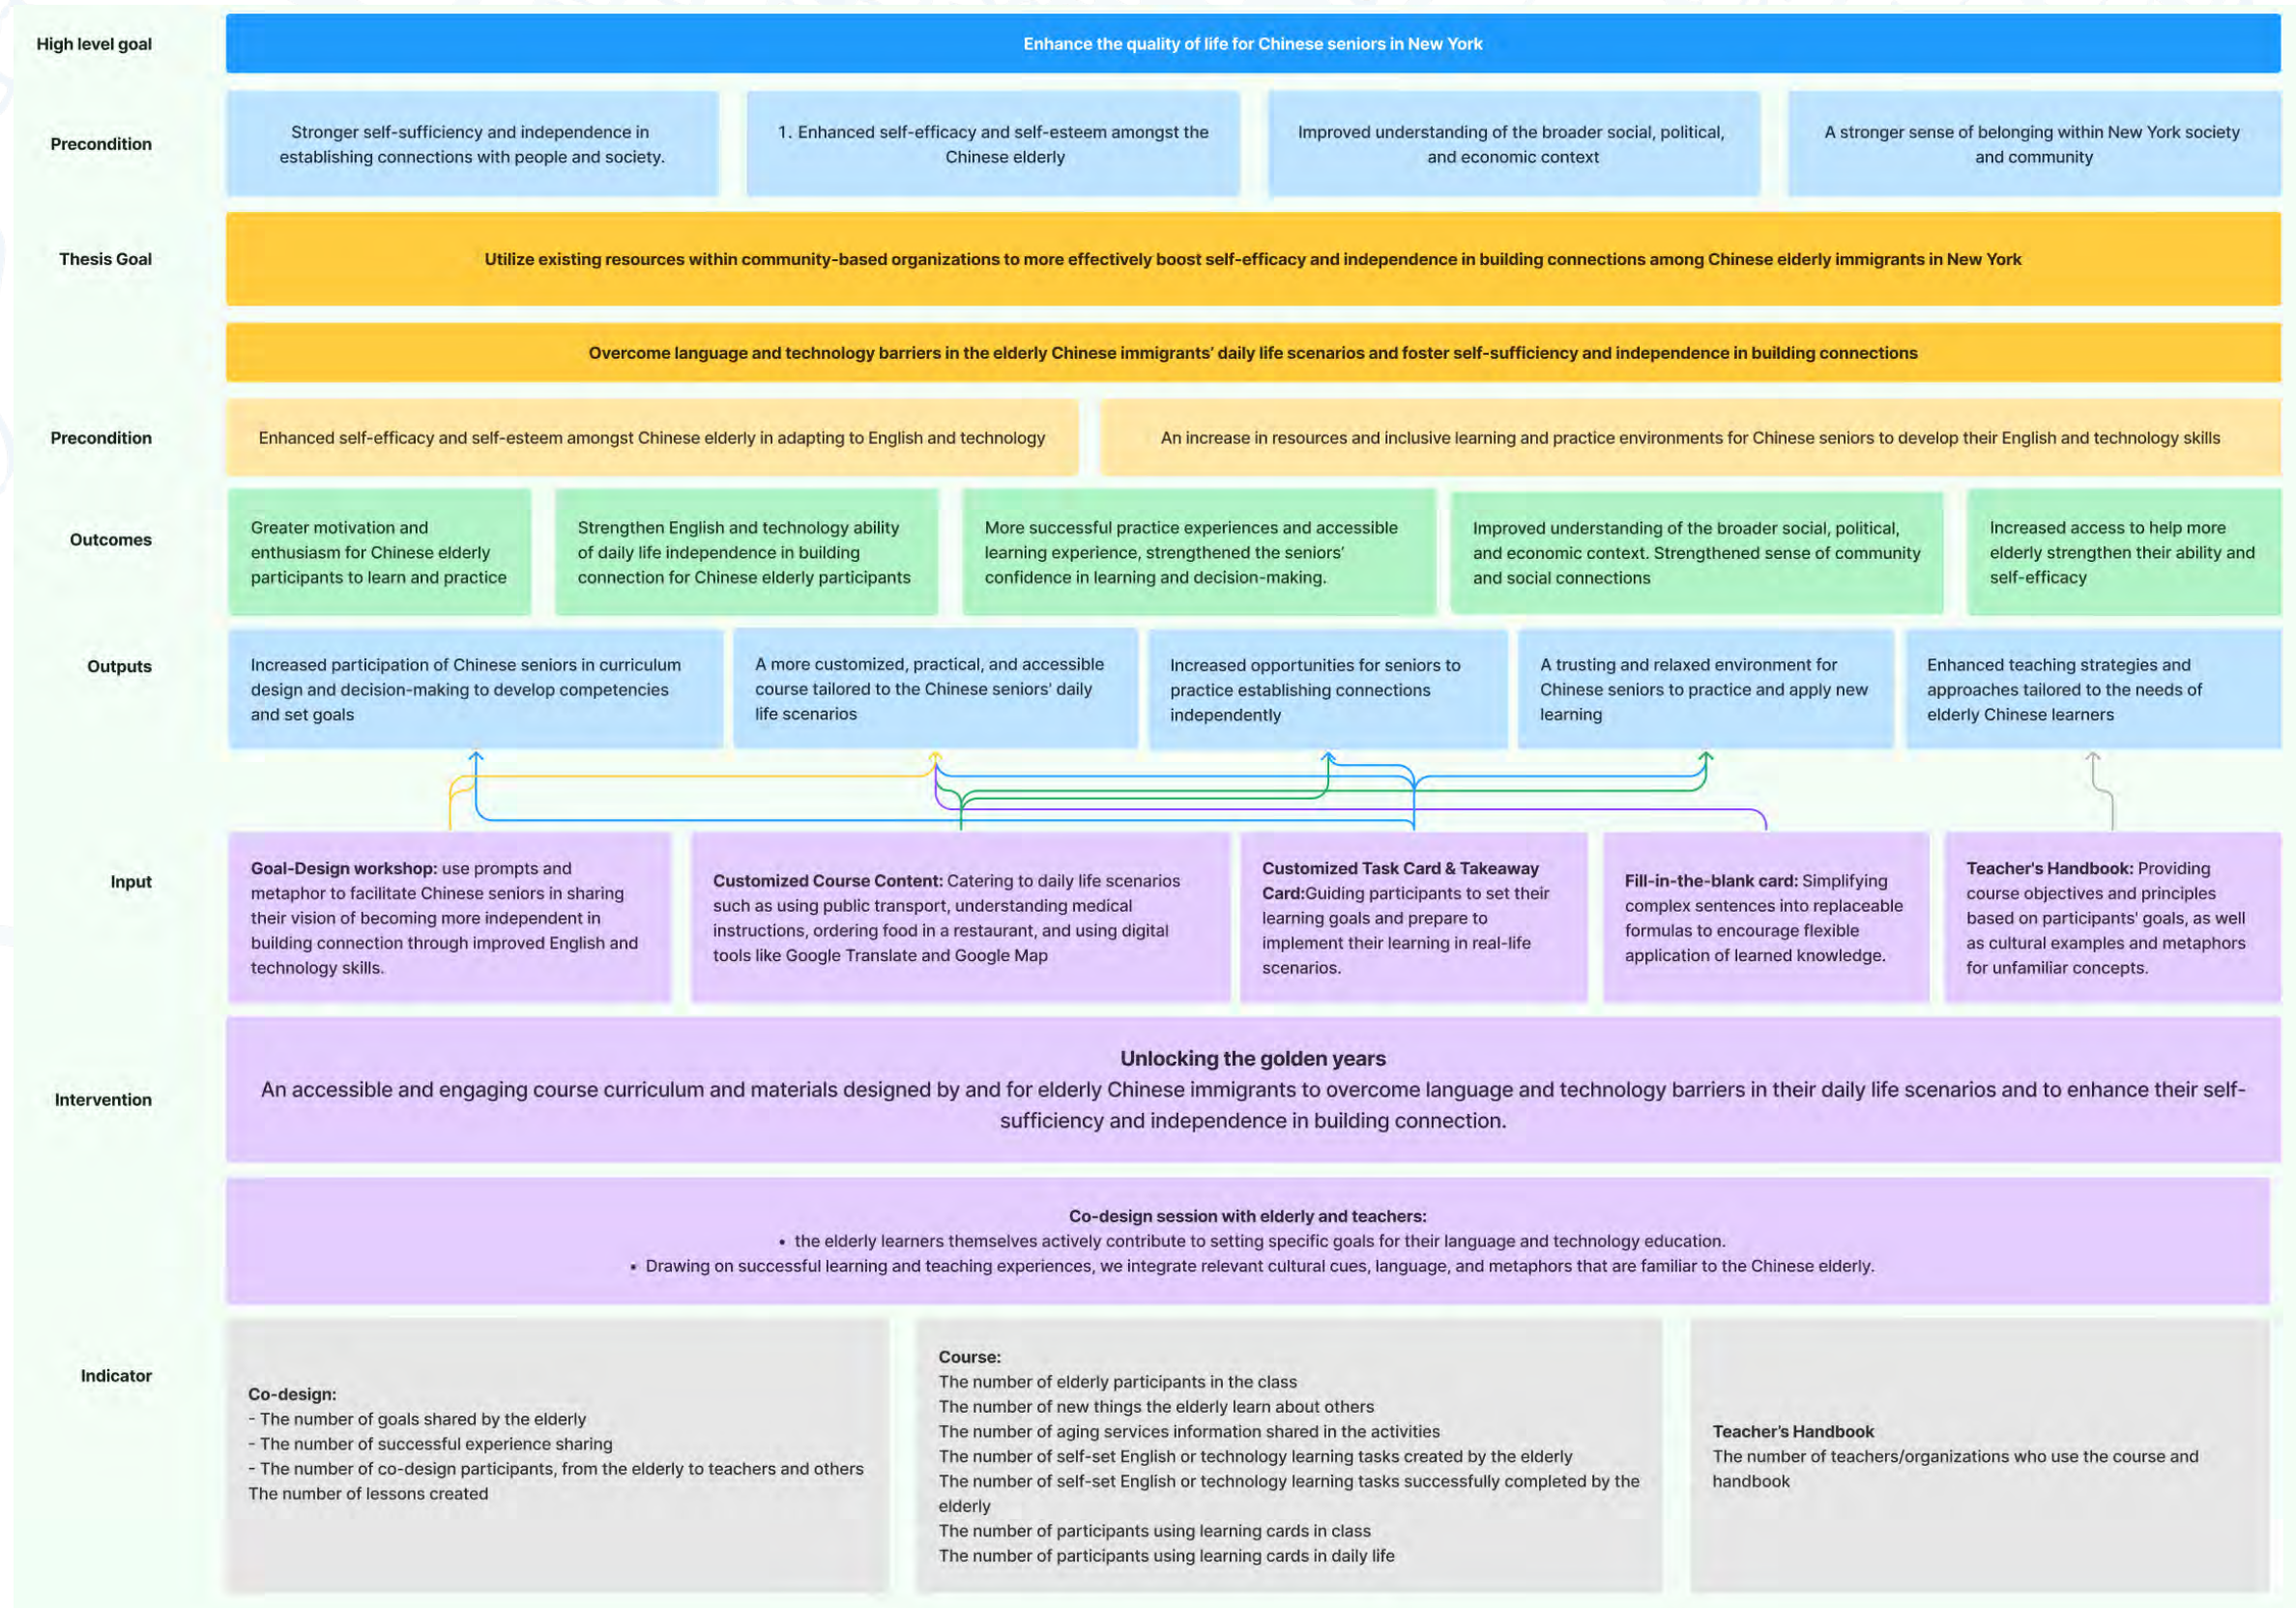 High level goal
Enhance the quality of life for Chinese seniors in New York
Precondition
Stronger self-sufficiency and independence in
establishing connections with people and society.
1. Enhanced self-efficacy and self-esteem amongst the
Chinese elderly
Improved understanding of the broader social, political,
and economic context
A stronger sense of belonging within New York society
and community
Thesis Goal
Utilize existing resources within community-based organizations to more effectively boost self-efficacy and independence in building connections among Chinese elderly immigrants in New York
Overcome language and technology barriers in the elderly Chinese immigrants' daily life scenarios and foster self-sufficiency and independence in building connections
Precondition
Enhanced self-efficacy and self-esteem amongst Chinese elderly in adapting to English and technology
An increase in resources and inclusive learning and practice environments for Chinese seniors to develop their English and technology skills
Outcomes
Greater motivation and
enthusiasm for Chinese elderly
participants to learn and practice
Strengthen English and technology ability
of daily life independence in building
connection for Chinese elderly participants
More successful practice experiences and accessible
learning experience, strengthened the seniors'
confidence in learning and decision-making.
Improved understanding of the broader social, political,
and economic context. Strengthened sense of community
and social connections
Increased access to help more
elderly strengthen their ability and
self-efficacy
Outputs
Increased participation of Chinese seniors in curriculum
design and decision-making to develop competencies
and set goals
A more customized, practical, and accessible
course tailored to the Chinese seniors' daily
life scenarios
Increased opportunities for seniors to
practice establishing connections
independently
A trusting and relaxed environment for
Chinese seniors to practice and apply new
learning
Enhanced teaching strategies and
approaches tailored to the needs of
elderly Chinese learners
Input
Goal-Design workshop: use prompts and
metaphor to facilitate Chinese seniors in sharing
their vision of becoming more independent in
building connection through improved English and
technology skills.
Customized Course Content: Catering to daily life scenarios
such as using public transport, understanding medical
instructions, ordering food in a restaurant, and using digital
tools like Google Translate and Google Map
Customized Task Card & Takeaway
Card:Guiding participants to set their
learning goals and prepare to
implement their learning in real-life
scenarios.
Fill-in-the-blank card: Simplifying
complex sentences into replaceable
formulas to encourage flexible
application of learned knowledge.
Teacher's Handbook: Providing
course objectives and principles
based on participants' goals, as well
as cultural examples and metaphors
for unfamiliar concepts.
Intervention
Unlocking the golden years
An accessible and engaging course curriculum and materials designed by and for elderly Chinese immigrants to overcome language and technology barriers in their daily life scenarios and to enhance their self-
sufficiency and independence in building connection.
Co-design session with elderly and teachers:
• the elderly learners themselves actively contribute to setting specific goals for their language and technology education.
• Drawing on successful learning and teaching experiences, we integrate relevant cultural cues, language, and metaphors that are familiar to the Chinese elderly.
Indicator
Co-design:
- The number of goals shared by the elderly
- The number of successful experience sharing
- The number of co-design participants, from the elderly to teachers and others
The number of lessons created
Course:
The number of elderly participants in the class
The number of new things the elderly learn about others
The number of aging services information shared in the activities
The number of self-set English or technology learning tasks created by the elderly
The number of self-set English or technology learning tasks successfully completed by the
elderly
The number of participants using learning cards in class
The number of participants using learning cards in daily life
Teacher's Handbook
The number of teachers/organizations who use the course and
handbook